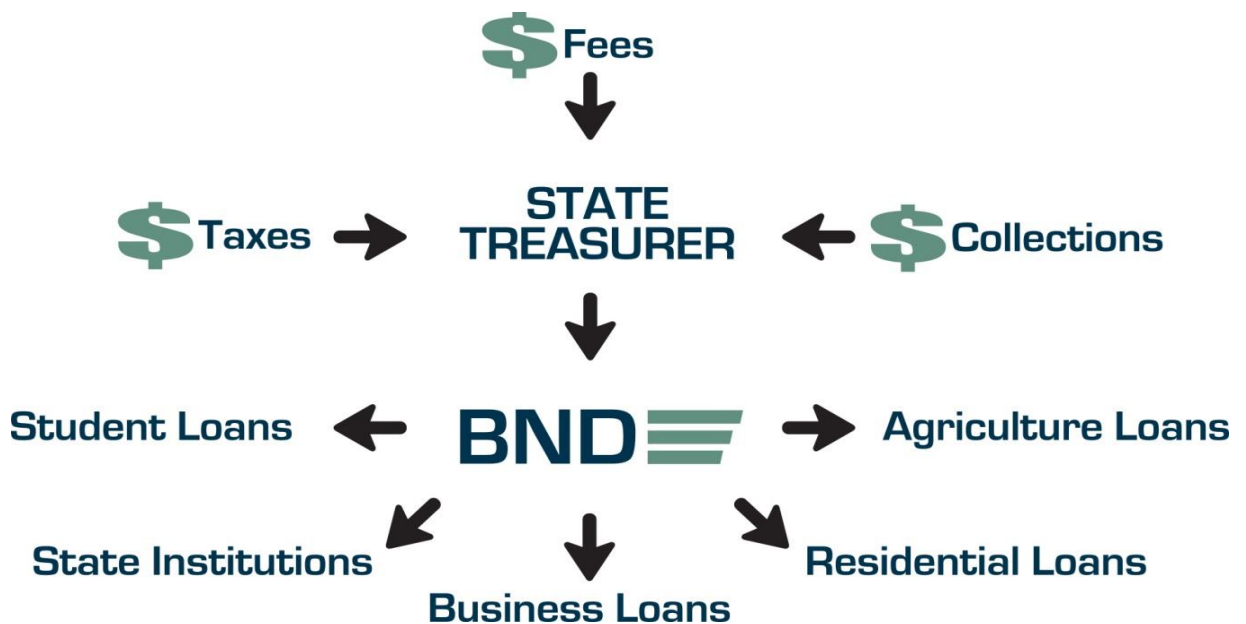 $ Fees
STATE
TREASURER
$ Taxes
$ Collections
BND
Student Loans
Agriculture Loans
State Institutions
Residential Loans
Business Loans